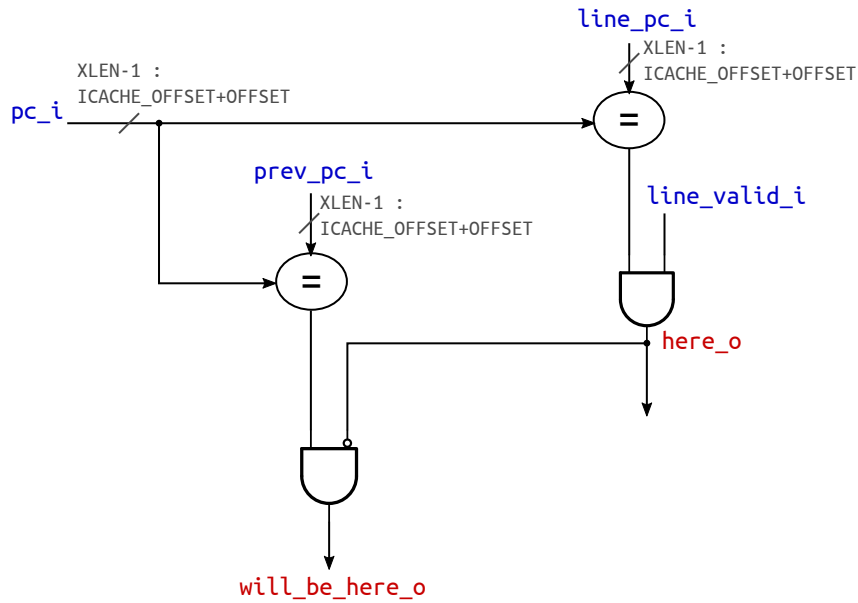 line_pc_i
XLEN-1 :
ICACHE_OFFSET+OFFSET
XLEN-1 :
ICACHE_OFFSET+OFFSET
pc_i
=
prev_pc_i
XLEN-1 :
ICACHE_OFFSET+OFFSET
line_valid_i
=
here_o
will_be_here_o